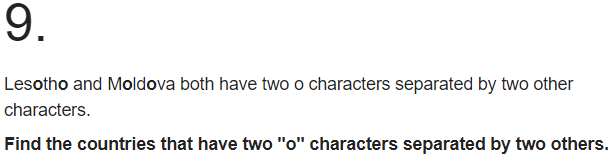 9.
Lesotho and Moldova both have two o characters separated by two other
characters.
Find the countries that have two "o" characters separated by two others.